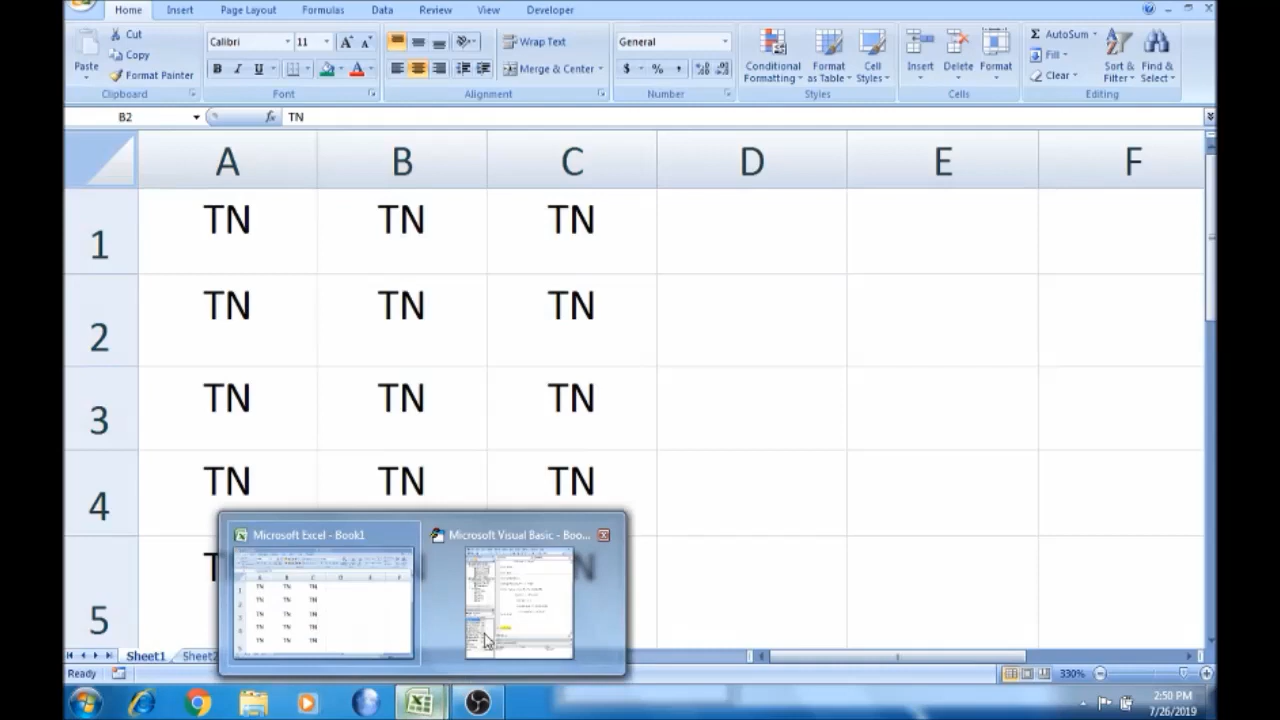 Home Insert Page Layout Formulas Data Review View Developer
Cut
Copy
Format Painter
Paste
Clipboard
Calibri 11
B I U
Font
Wrap Text
Merge & Center
Alignment
General
$ % ,
Number
Conditional Formatting
Format as Table
Cell Styles
Styles
Insert
Delete
Format
Cells
Σ AutoSum
Fill
Clear
Sort & Filter
Find & Select
Editing
B2 fx TN
A B C D E F
1 TN TN TN
2 TN TN TN
3 TN TN TN
4 TN TN TN
5
Microsoft Excel - Book1
Microsoft Visual Basic - Boo...
Sheet1 Sheet2
Ready 330%
2:50 PM
7/26/2019